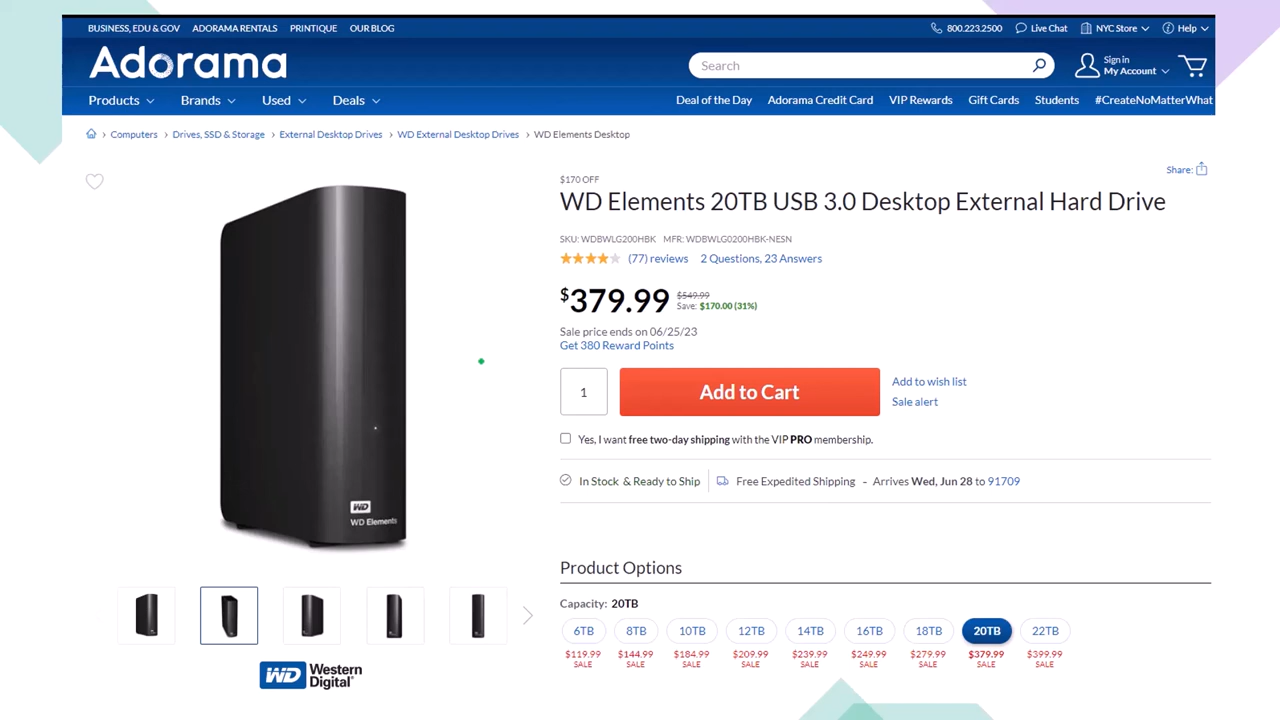 BUSINESS, EDU & GOV ADORAMA RENTALS PRINTIQUE OUR BLOG 800.223.2500 Live Chat NYC Store Help
Adorama
Search
Sign in
My Account
Products Brands Used Deals Deal of the Day Adorama Credit Card VIP Rewards Gift Cards Students #CreateNoMatterWhat
Computers > Drives, SSD & Storage > External Desktop Drives > WD External Desktop Drives > WD Elements Desktop
Share:
$170 OFF
WD Elements 20TB USB 3.0 Desktop External Hard Drive
SKU: WDBWLG200HBK MFR: WDBWLG0200HBK-NESN
(77) reviews 2 Questions, 23 Answers
$379.99 $549.99
Save: $170.00 (31%)
Sale price ends on 06/25/23
Get 380 Reward Points
1 Add to Cart Add to wish list
Sale alert
Yes, I want free two-day shipping with the VIP PRO membership.
In Stock & Ready to Ship Free Expedited Shipping - Arrives Wed, Jun 28 to 91709
WD
WD Elements
Product Options
Capacity: 20TB
6TB 8TB 10TB 12TB 14TB 16TB 18TB 20TB 22TB
$119.99 $144.99 $184.99 $209.99 $239.99 $249.99 $279.99 $379.99 $399.99
SALE SALE SALE SALE SALE SALE SALE SALE SALE
WD Western
Digital®